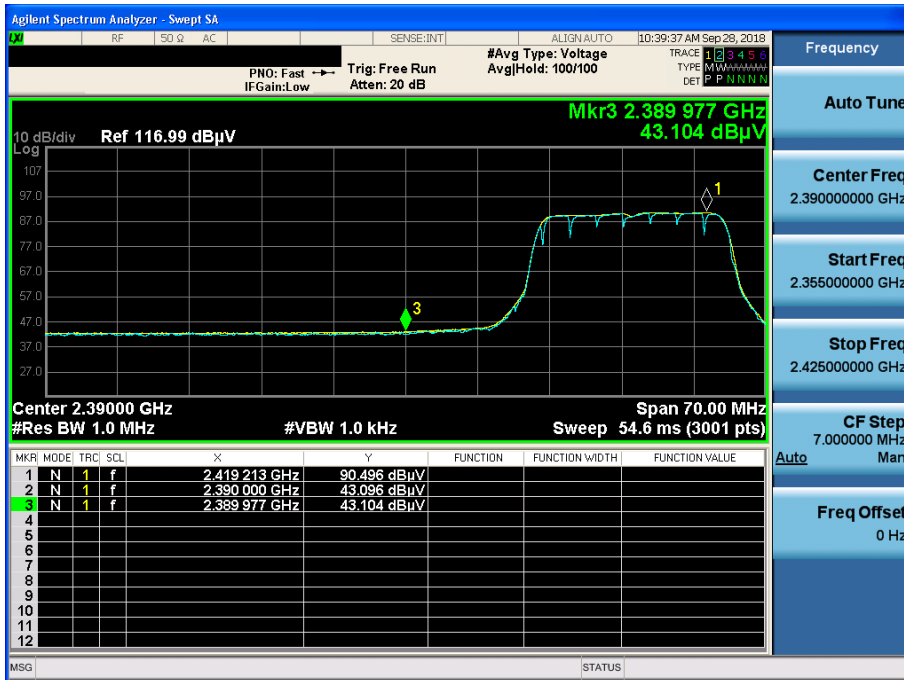 Agilent Spectrum Analyzer - Swept SA
LXI RF 50 Ω AC SENSE:INT ALIGN AUTO 10:39:37 AM Sep 28, 2018
#Avg Type: Voltage TRACE 1 2 3 4 5 6
PNO: Fast Trig: Free Run Avg|Hold: 100/100 TYPE M W
IFGain:Low Atten: 20 dB DET P P N N N N
Mkr3 2.389 977 GHz
43.104 dBµV
10 dB/div Ref 116.99 dBµV
Log
107
97.0
87.0
77.0
67.0
57.0
47.0
37.0
27.0
1
3
Center 2.39000 GHz Span 70.00 MHz
#Res BW 1.0 MHz #VBW 1.0 kHz Sweep 54.6 ms (3001 pts)
MKR MODE TRC SCL X Y FUNCTION FUNCTION WIDTH FUNCTION VALUE
1 N 1 f 2.419 213 GHz 90.496 dBµV
2 N 1 f 2.390 000 GHz 43.096 dBµV
3 N 1 f 2.389 977 GHz 43.104 dBµV
4
5
6
7
8
9
10
11
12
MSG STATUS
Frequency
Auto Tune
Center Freq
2.390000000 GHz
Start Freq
2.355000000 GHz
Stop Freq
2.425000000 GHz
CF Step
7.000000 MHz
Auto Man
Freq Offset
0 Hz